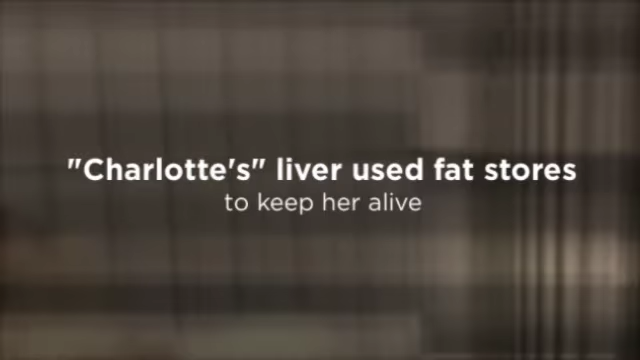 "Charlotte's" liver used fat stores
to keep her alive